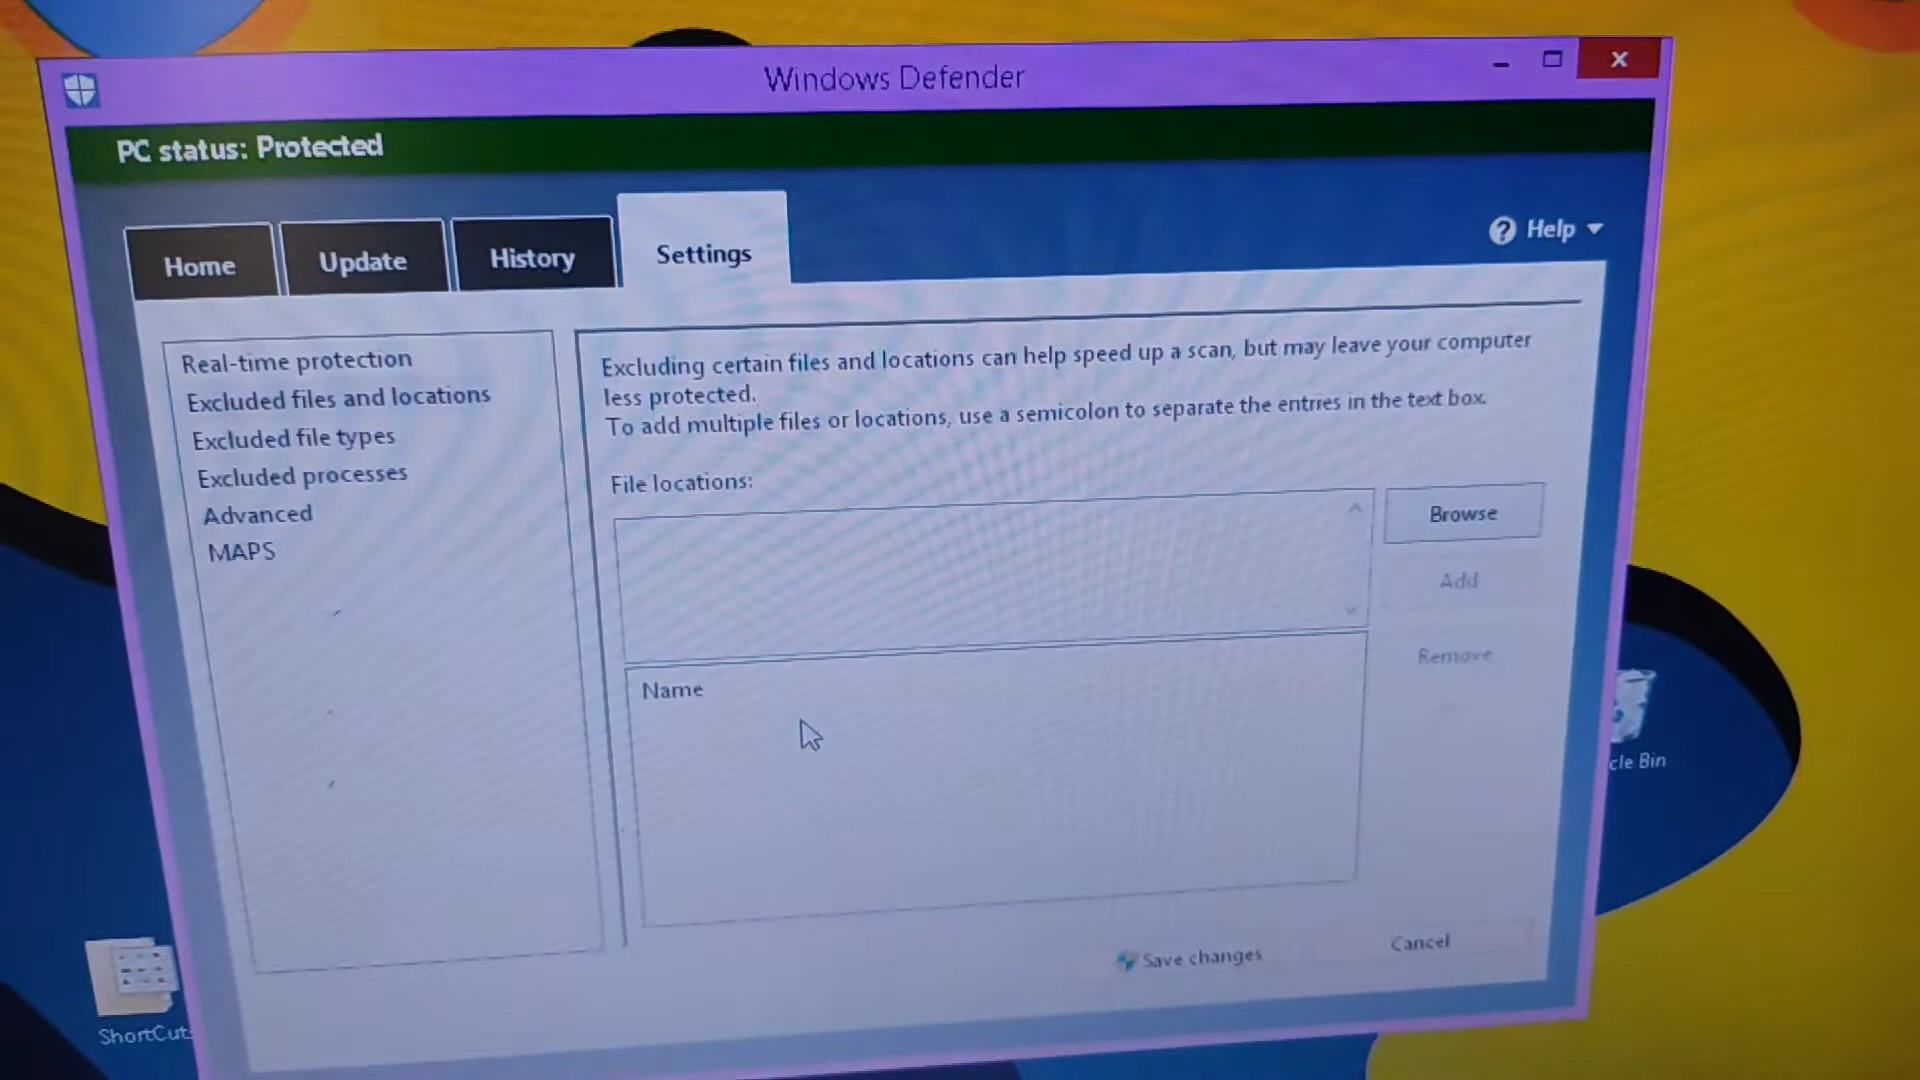 Windows Defender
PC status: Protected
Home
Update
History
Settings
Help
Real-time protection
Excluded files and locations
Excluded file types
Excluded processes
Advanced
MAPS
Excluding certain files and locations can help speed up a scan, but may leave your computer
less protected.
To add multiple files or locations, use a semicolon to separate the entries in the text box.
File locations:
Browse
Add
Remove
Name
Save changes
Cancel
cle Bin
ShortCut